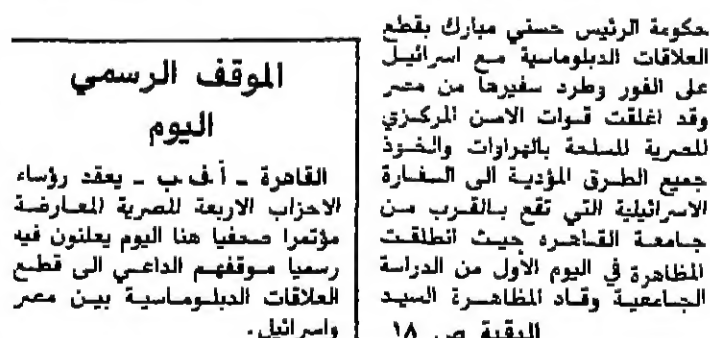 حكومة الرئيس حسني مبارك بقطع
العلاقات الدبلوماسية مع اسرائيل
على الفور وطرد سفيرها من مصر
وقد اغلقت قوات الامن المركزي
المصرية المسلحة بالهراوات والخوذ
جميع الطرق المؤدية الى السفارة
الاسرائيلية التي تقع بالقرب من
جامعة القاهره حيث انطلقت
المظاهرة في اليوم الأول من الدراسة
الجامعية وقاد المظاهرة السيد
البقية ص ١٨
الموقف الرسمي
اليوم
القاهرة - أ.ف.ب - يعقد رؤساء
الاحزاب الاربعة المصرية المعارضة
مؤتمرا صحفيا هنا اليوم يعلنون فيه
رسميا موقفهم الداعي الى قطع
العلاقات الدبلوماسية بين مصر
واسرائيل.